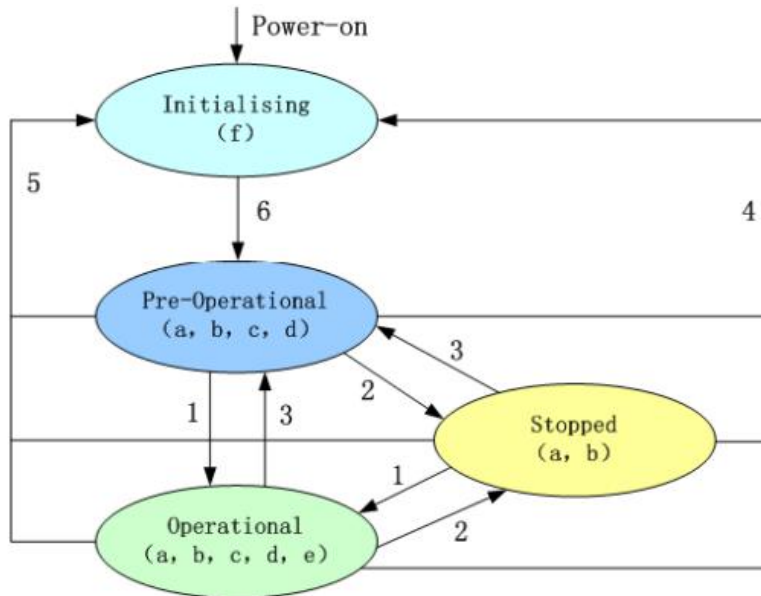 Power-on
Initialising
(f)
5
6
4
Pre-Operational
(a, b, c, d)
3
2
1
3
Stopped
(a, b)
1
Operational
(a, b, c, d, e)
2